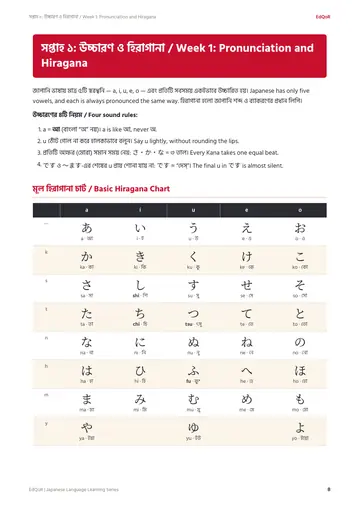 সপ্তাহ ১: উচ্চারণ ও হিরাগানা / Week 1: Pronunciation and Hiragana
EdQoR
সপ্তাহ ১: উচ্চারণ ও হিরাগানা / Week 1: Pronunciation and
Hiragana
জাপানি ভাষায় মাত্র ৫টি স্বরধ্বনি — a, i, u, e, o — এবং প্রতিটি সবসময় একইভাবে উচ্চারিত হয়। Japanese has only five
vowels, and each is always pronounced the same way. হিরাগানা হলো জাপানি শব্দ ও ব্যাকরণের প্রধান লিপি।
উচ্চারণের ৪টি নিয়ম / Four sound rules:
1. a = আ (বাংলা "অ" নয়)। a is like আ, never অ.
2. u ঠোঁট গোল না করে হালকাভাবে বলুন। Say u lightly, without rounding the lips.
3. প্রতিটি অক্ষর (মোরা) সমান সময় নেয়: さ・か・な = ৩ তাল। Every Kana takes one equal beat.
4. です ও 〜ます-এর শেষের u প্রায় শোনা যায় না: です = "দেস্"। The final u in です is almost silent.
মূল হিরাগানা চার্ট / Basic Hiragana Chart
a i u e o
— あ い う え お
a · আ i · ই u · উ e · এ o · ও
k か き く け こ
ka · কা ki · কি ku · কু ke · কে ko · কো
s さ し す せ そ
sa · সা shi · শি su · সু se · সে so · সো
t た ち つ て と
ta · তা chi · চি tsu · ৎসু te · তে to · তো
n な に ぬ ね の
na · না ni · নি nu · নু ne · নে no · নো
h は ひ ふ へ ほ
ha · হা hi · হি fu · ফু* he · হে ho · হো
m ま み む め も
ma · মা mi · মি mu · মু me · মে mo · মো
y や ゆ よ
ya · ইয়া yu · ইউ yo · ইয়ো
EdQoR | Japanese Language Learning Series
8